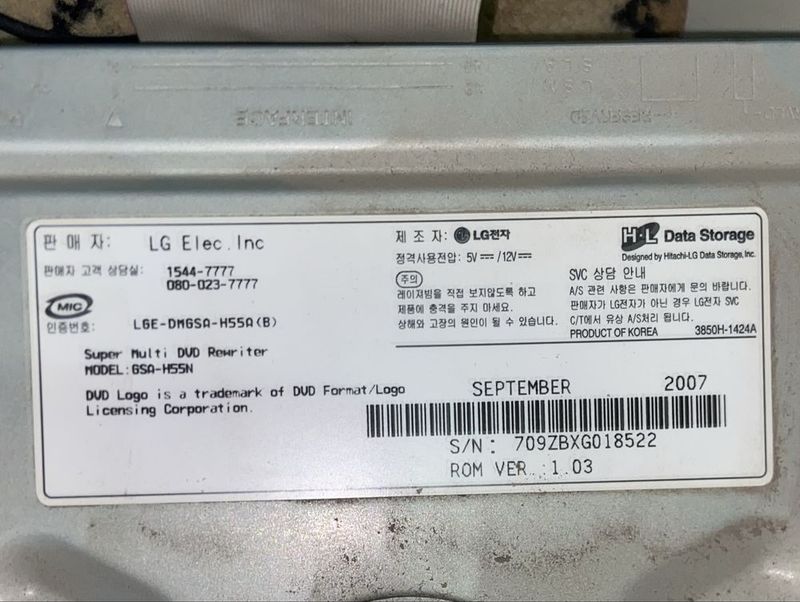 INTERFACE
RESERVED
판 매 자: LG Elec. Inc
판매자 고객 상담실: 1544-7777
080-023-7777
MIC
인증번호: LGE-DMGSA-H55A(B)
Super Multi DVD Rewriter
MODEL: GSA-H55N
DVD Logo is a trademark of DVD Format/Logo
Licensing Corporation.
제 조 자: LG전자
정격사용전압: 5V /12V
주의
레이져빔을 직접 보지않도록 하고
제품에 충격을 주지 마세요.
상해와 고장의 원인이 될 수 있습니다.
H·L Data Storage
Designed by Hitachi-LG Data Storage, Inc.
SVC 상담 안내
A/S 관련 사항은 판매자에게 문의 바랍니다.
판매자가 LG전자가 아닌 경우 LG전자 SVC
C/T에서 유상 A/S처리 됩니다.
PRODUCT OF KOREA 3850H-1424A
SEPTEMBER 2007
S/N: 709ZBXG018522
ROM VER.:1.03